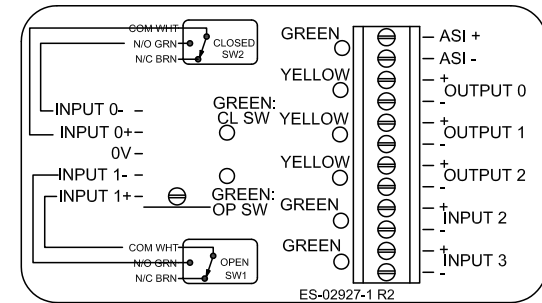 COM WHT
N/O GRN
N/C BRN
CLOSED
SW2
INPUT 0-
INPUT 0+
0V
INPUT 1-
INPUT 1+
COM WHT
N/O GRN
N/C BRN
OPEN
SW1
GREEN:
CL SW
GREEN:
OP SW
GREEN
YELLOW
YELLOW
YELLOW
GREEN
GREEN
ASI +
ASI -
+
OUTPUT 0
-
+
OUTPUT 1
-
+
OUTPUT 2
-
+
INPUT 2
-
+
INPUT 3
-
ES-02927-1 R2